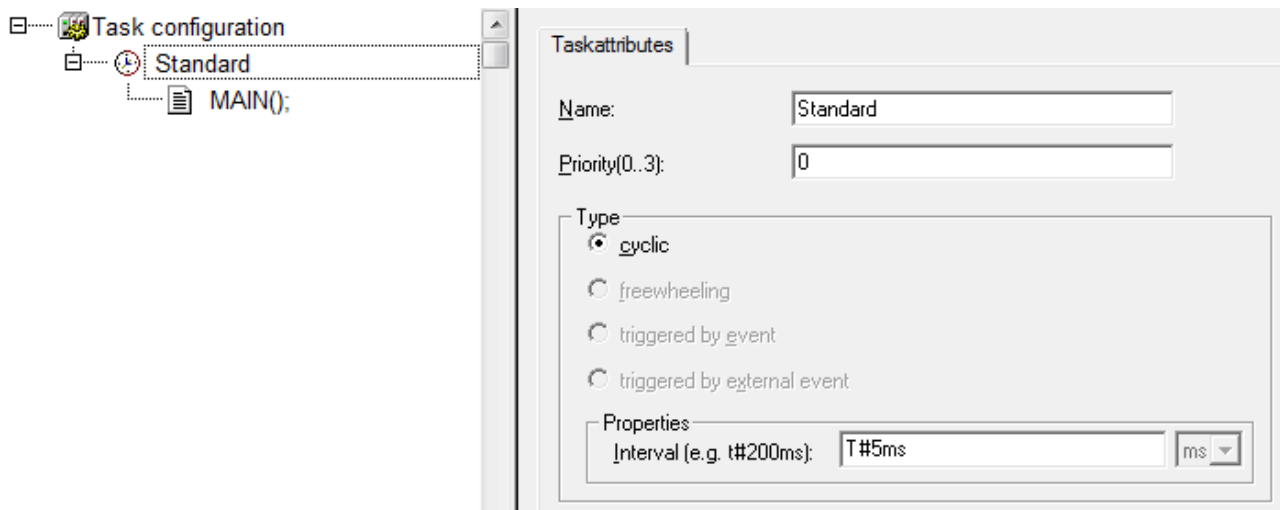 Task configuration
Standard
MAIN();
Taskattributes
Name: Standard
Priority(0..3): 0
Type
cyclic
freewheeling
triggered by event
triggered by external event
Properties
Interval (e.g. t#200ms): T#5ms ms